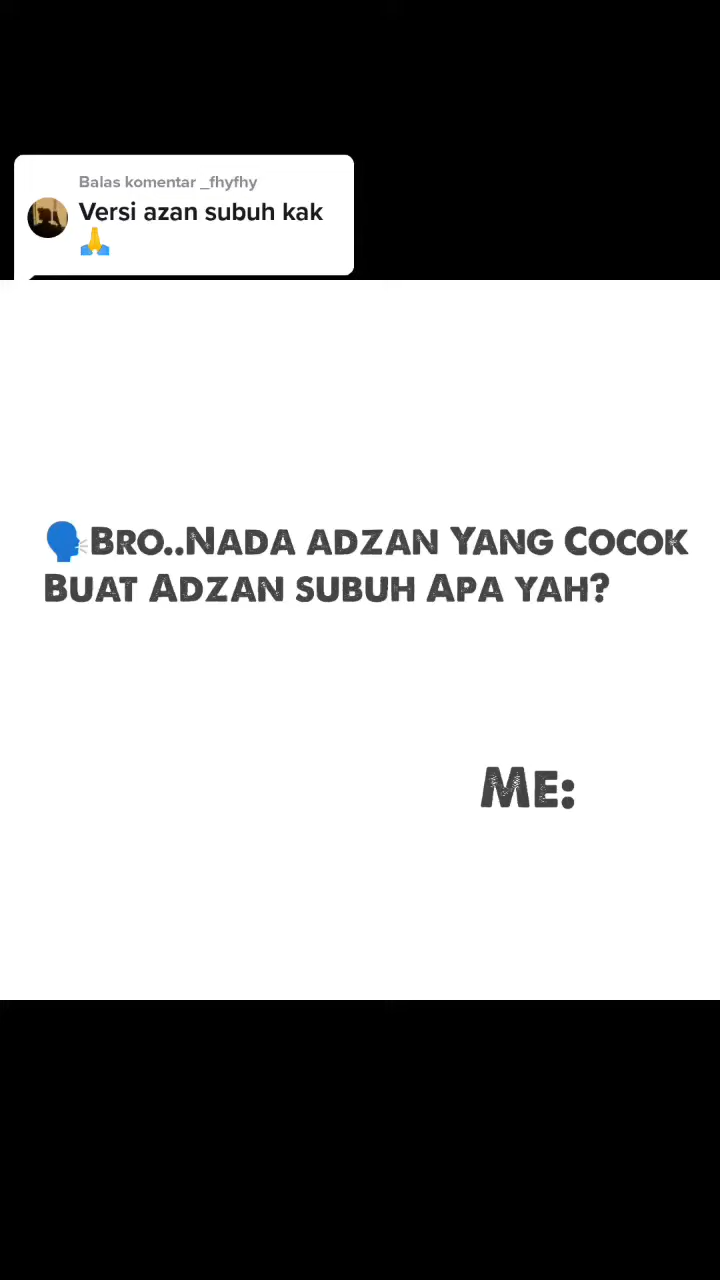 Balas komentar _fhyfhy
Versi azan subuh kak
🙏
🗣️Bro..Nada adzan Yang Cocok
Buat Adzan subuh Apa yah?
Me: